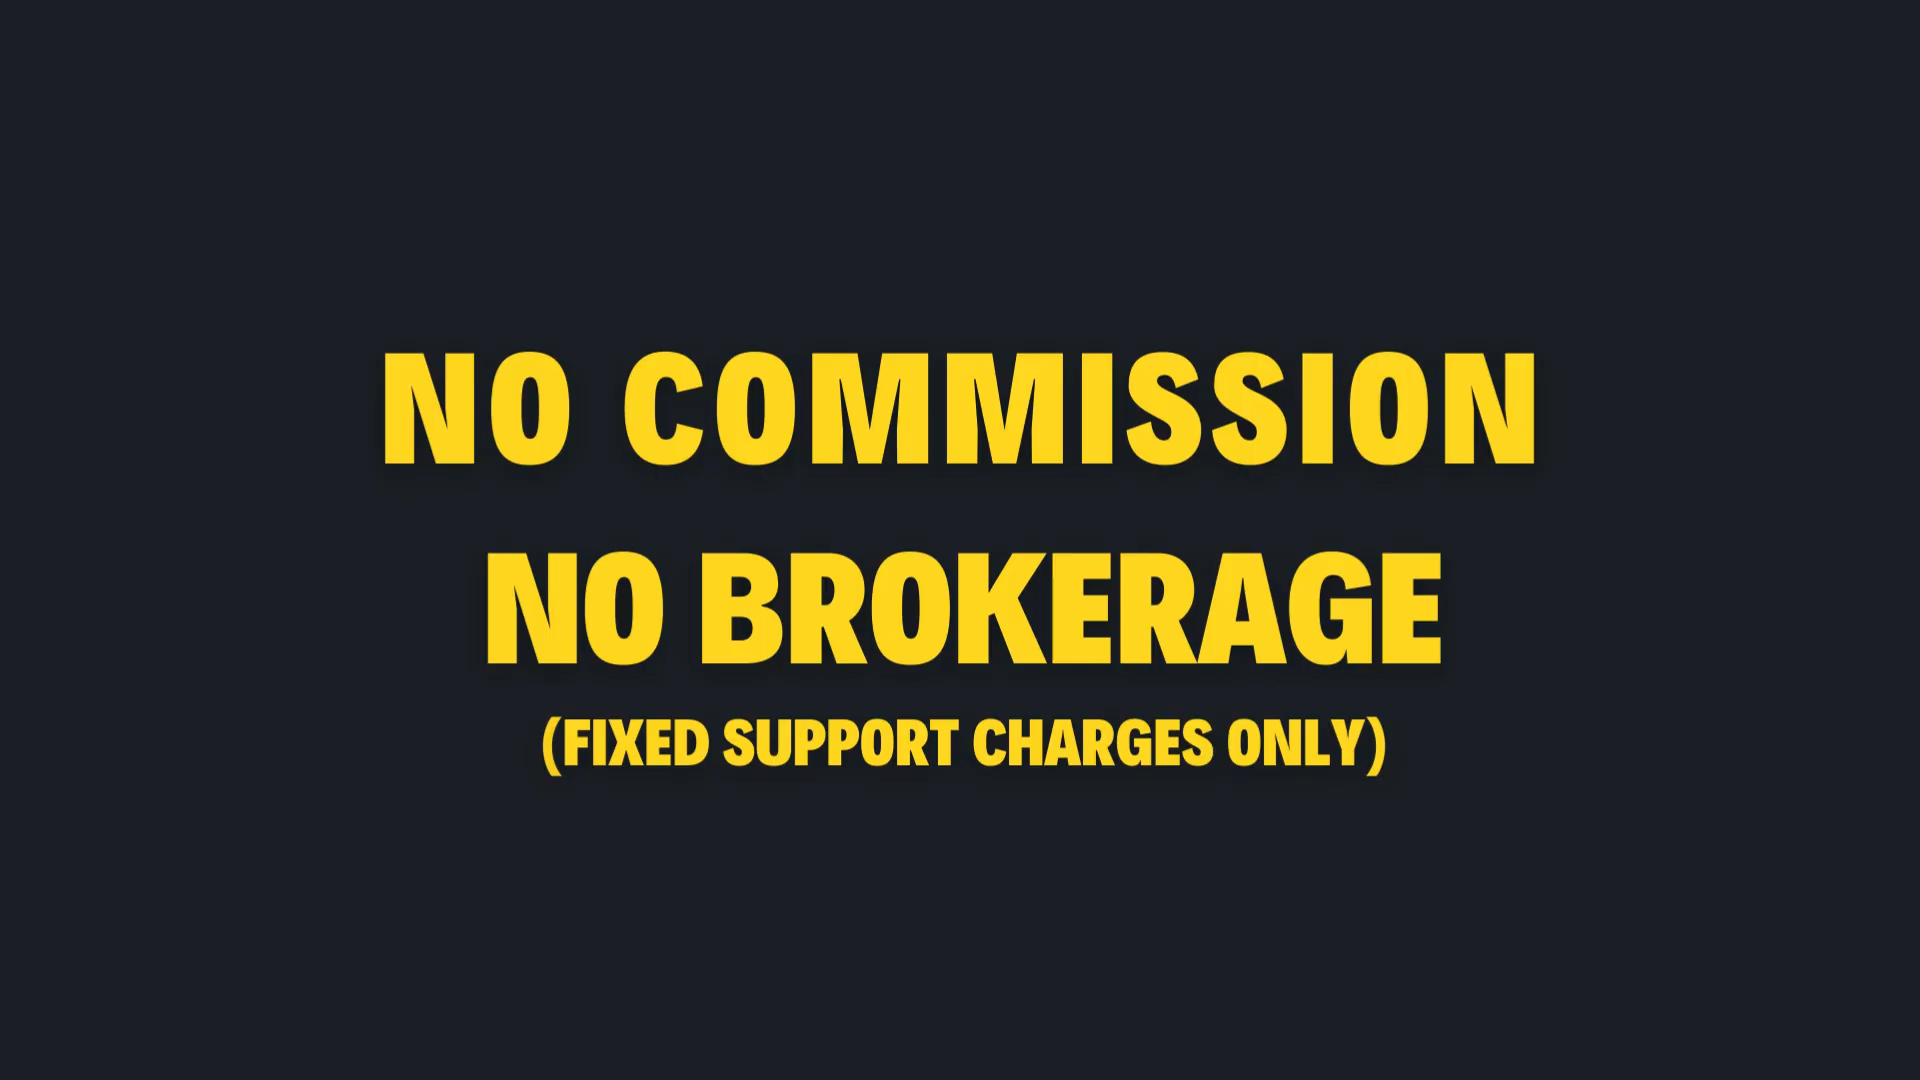 NO COMMISSION
NO BROKERAGE
(FIXED SUPPORT CHARGES ONLY)